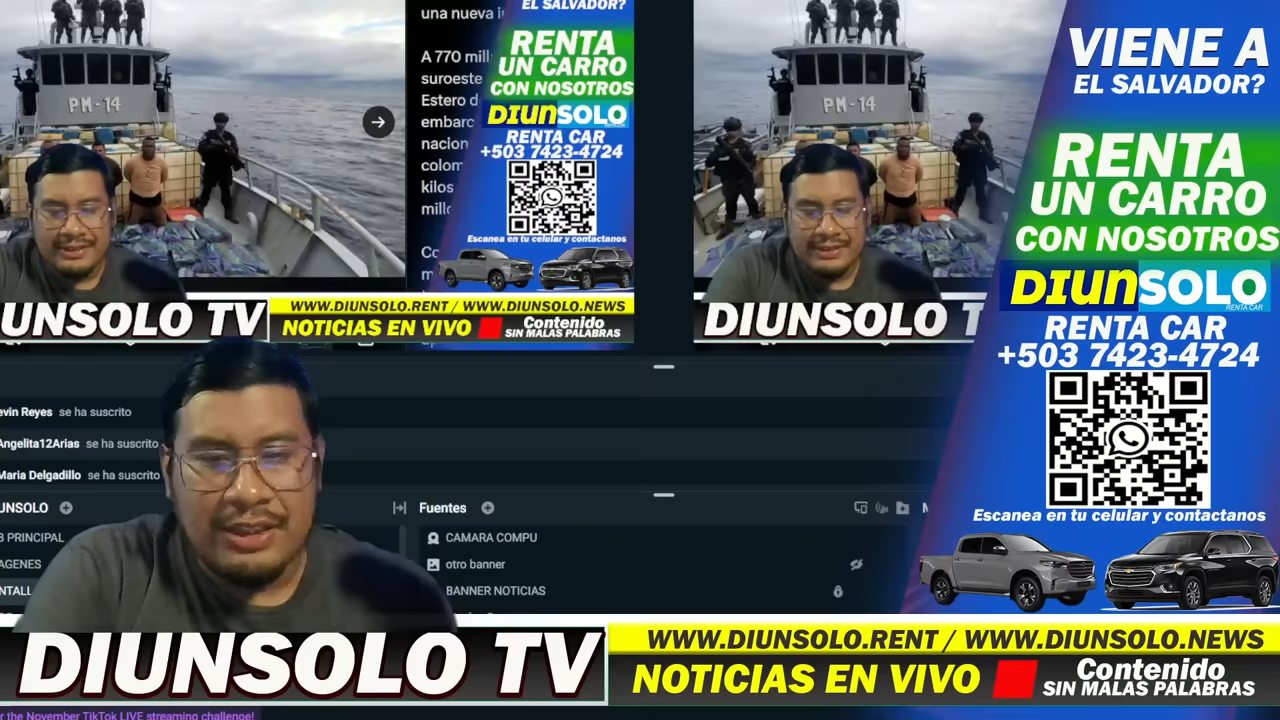 una nueva
A 770 mill
suroeste
Estero d
embarc
nacion
colom
kilos
millo
Co
m
PM-14
EL SALVADOR?
RENTA
UN CARRO
CON NOSOTROS
DIUNSOLO
RENTA CAR
+503 7423-4724
Escanea en tu celular y contactanos
UNSOLO TV
WWW.DIUNSOLO.RENT / WWW.DIUNSOLO.NEWS
NOTICIAS EN VIVO
Contenido
SIN MALAS PALABRAS
PM-14
DIUNSOLO T
VIENE A
EL SALVADOR?
RENTA
UN CARRO
CON NOSOTROS
DIUNSOLO
RENTA CAR
RENTA CAR
+503 7423-4724
Escanea en tu celular y contactanos
evin Reyes se ha suscrito
Angelita12Arias se ha suscrito
Maria Delgadillo se ha suscrito
UNSOLO
Fuentes
B PRINCIPAL
CAMARA COMPU
AGENES
otro banner
NTALL
BANNER NOTICIAS
DIUNSOLO TV
WWW.DIUNSOLO.RENT / WWW.DIUNSOLO.NEWS
NOTICIAS EN VIVO
Contenido
SIN MALAS PALABRAS
r the November TikTok LIVE streaming challenge!